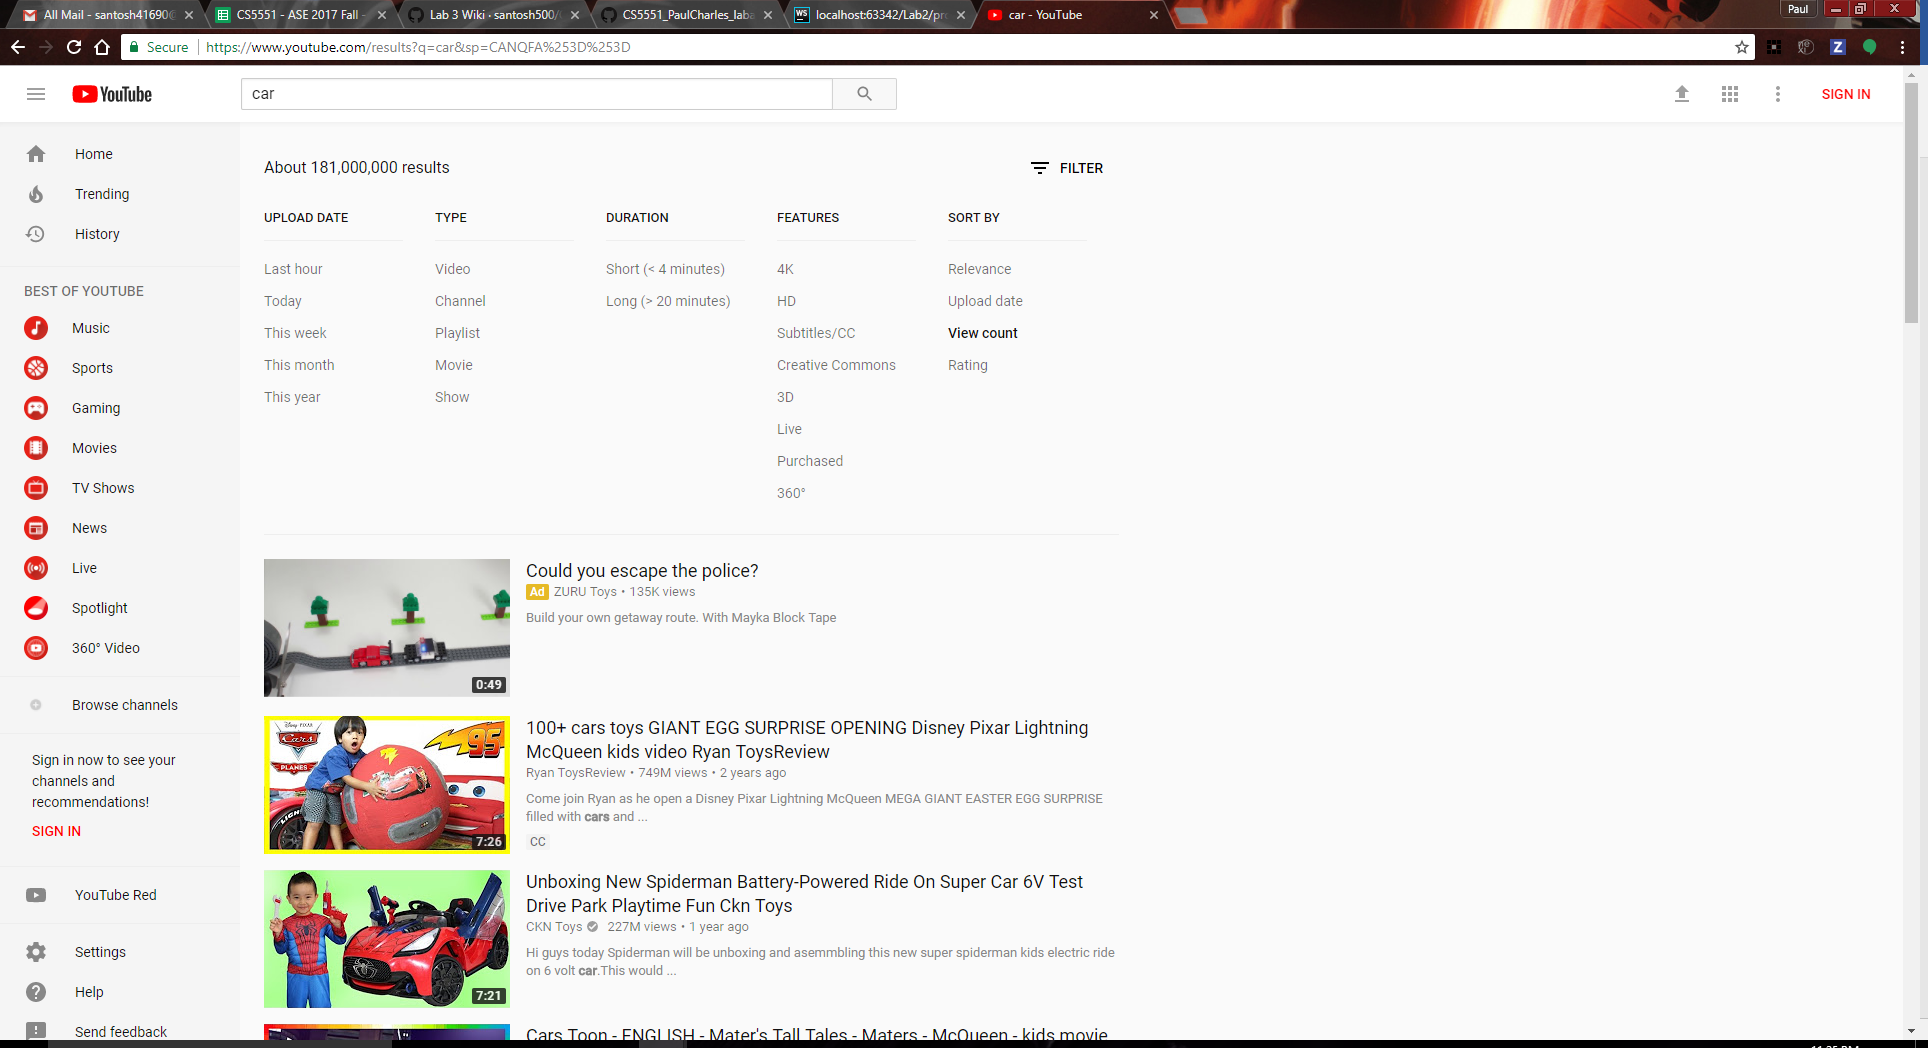 All Mail - santosh41690@
CS5551 - ASE 2017 Fall -
Lab 3 Wiki · santosh500/
CS5551_PaulCharles_laba
localhost:63342/Lab2/pr
car - YouTube
Paul
Secure
https://www.youtube.com/results?q=car&sp=CANQFA%253D%253D
YouTube
car
SIGN IN
Home
Trending
History
BEST OF YOUTUBE
Music
Sports
Gaming
Movies
TV Shows
News
Live
Spotlight
360° Video
Browse channels
Sign in now to see your
channels and
recommendations!
SIGN IN
YouTube Red
Settings
Help
Send feedback
About 181,000,000 results
FILTER
UPLOAD DATE
Last hour
Today
This week
This month
This year
TYPE
Video
Channel
Playlist
Movie
Show
DURATION
Short (< 4 minutes)
Long (> 20 minutes)
FEATURES
4K
HD
Subtitles/CC
Creative Commons
3D
Live
Purchased
360°
SORT BY
Relevance
Upload date
View count
Rating
0:49
Could you escape the police?
Ad ZURU Toys • 135K views
Build your own getaway route. With Mayka Block Tape
Disney PIXAR
Cars
PLANES
95
7:26
100+ cars toys GIANT EGG SURPRISE OPENING Disney Pixar Lightning
McQueen kids video Ryan ToysReview
Ryan ToysReview • 749M views • 2 years ago
Come join Ryan as he open a Disney Pixar Lightning McQueen MEGA GIANT EASTER EGG SURPRISE
filled with cars and ...
CC
7:21
Unboxing New Spiderman Battery-Powered Ride On Super Car 6V Test
Drive Park Playtime Fun Ckn Toys
CKN Toys 227M views • 1 year ago
Hi guys today Spiderman will be unboxing and asemmbling this new super spiderman kids electric ride
on 6 volt car.This would ...
Cars Toon - ENGLISH - Mater's Tall Tales - Maters - McQueen - kids movie